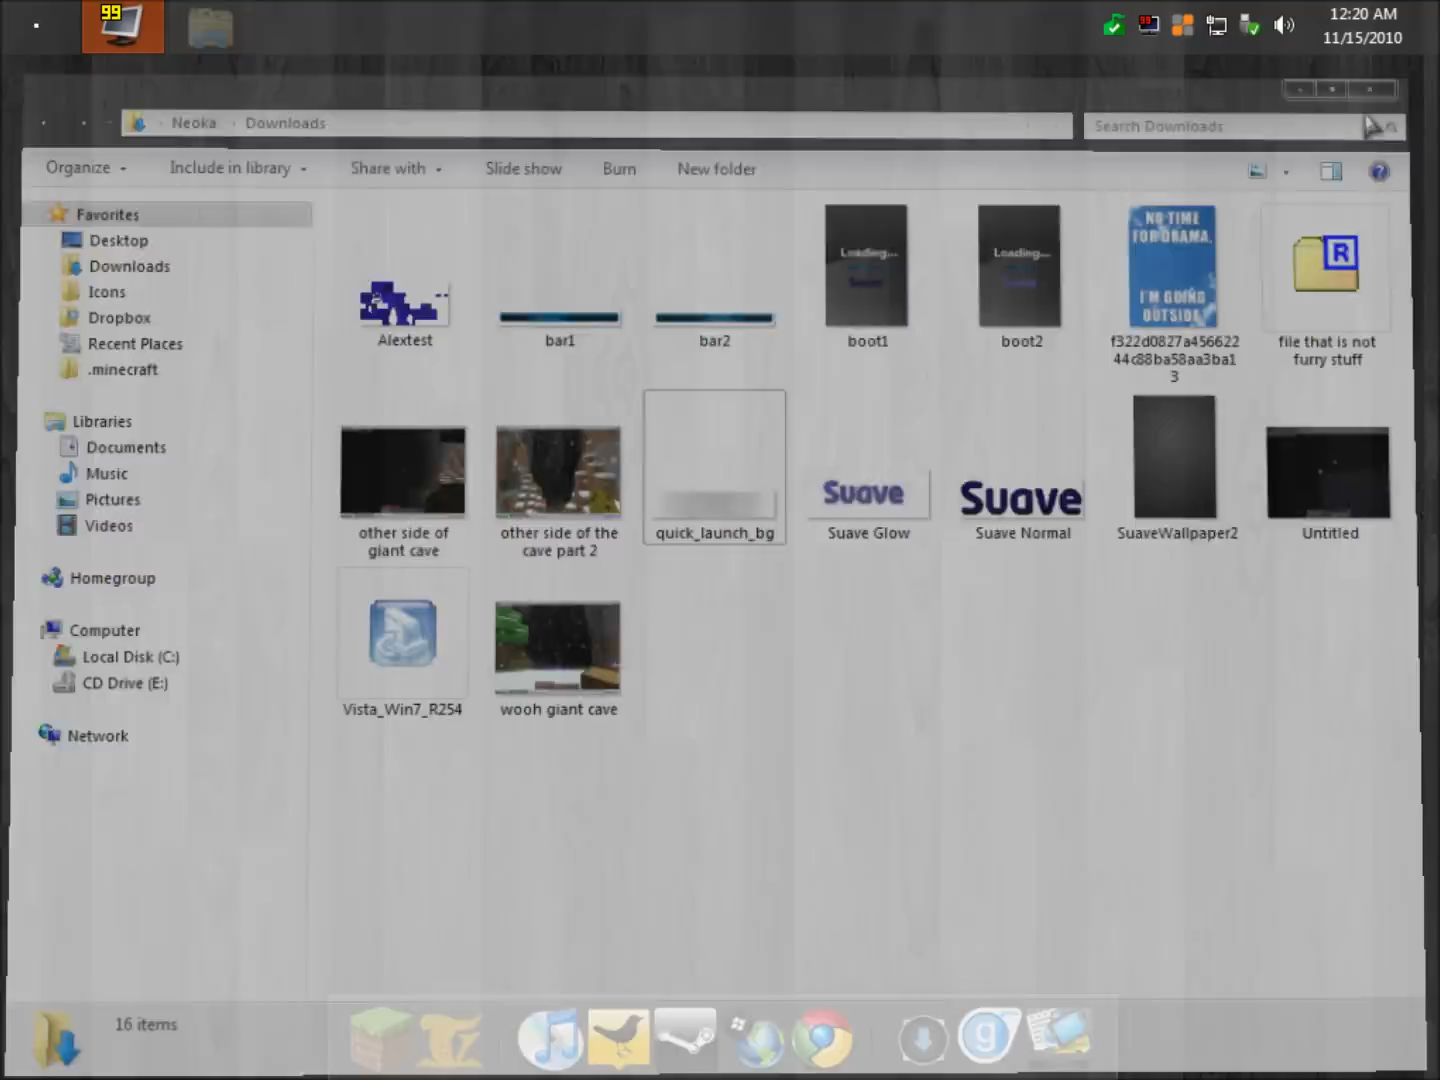 99
99
12:20 AM
11/15/2010
Neoka Downloads
Search Downloads
Organize
Include in library
Share with
Slide show
Burn
New folder
Favorites
Desktop
Downloads
Icons
Dropbox
Recent Places
.minecraft
Libraries
Documents
Music
Pictures
Videos
Homegroup
Computer
Local Disk (C:)
CD Drive (E:)
Network
Loading...
Loading...
NO TIME
FOR DRAMA.
I'M GOING
OUTSIDE
R
Alextest
bar1
bar2
boot1
boot2
f322d0827a456622
44c88ba58aa3ba1
3
file that is not
furry stuff
Suave
Suave
other side of
giant cave
other side of the
cave part 2
quick_launch_bg
Suave Glow
Suave Normal
SuaveWallpaper2
Untitled
Vista_Win7_R254
wooh giant cave
16 items
g